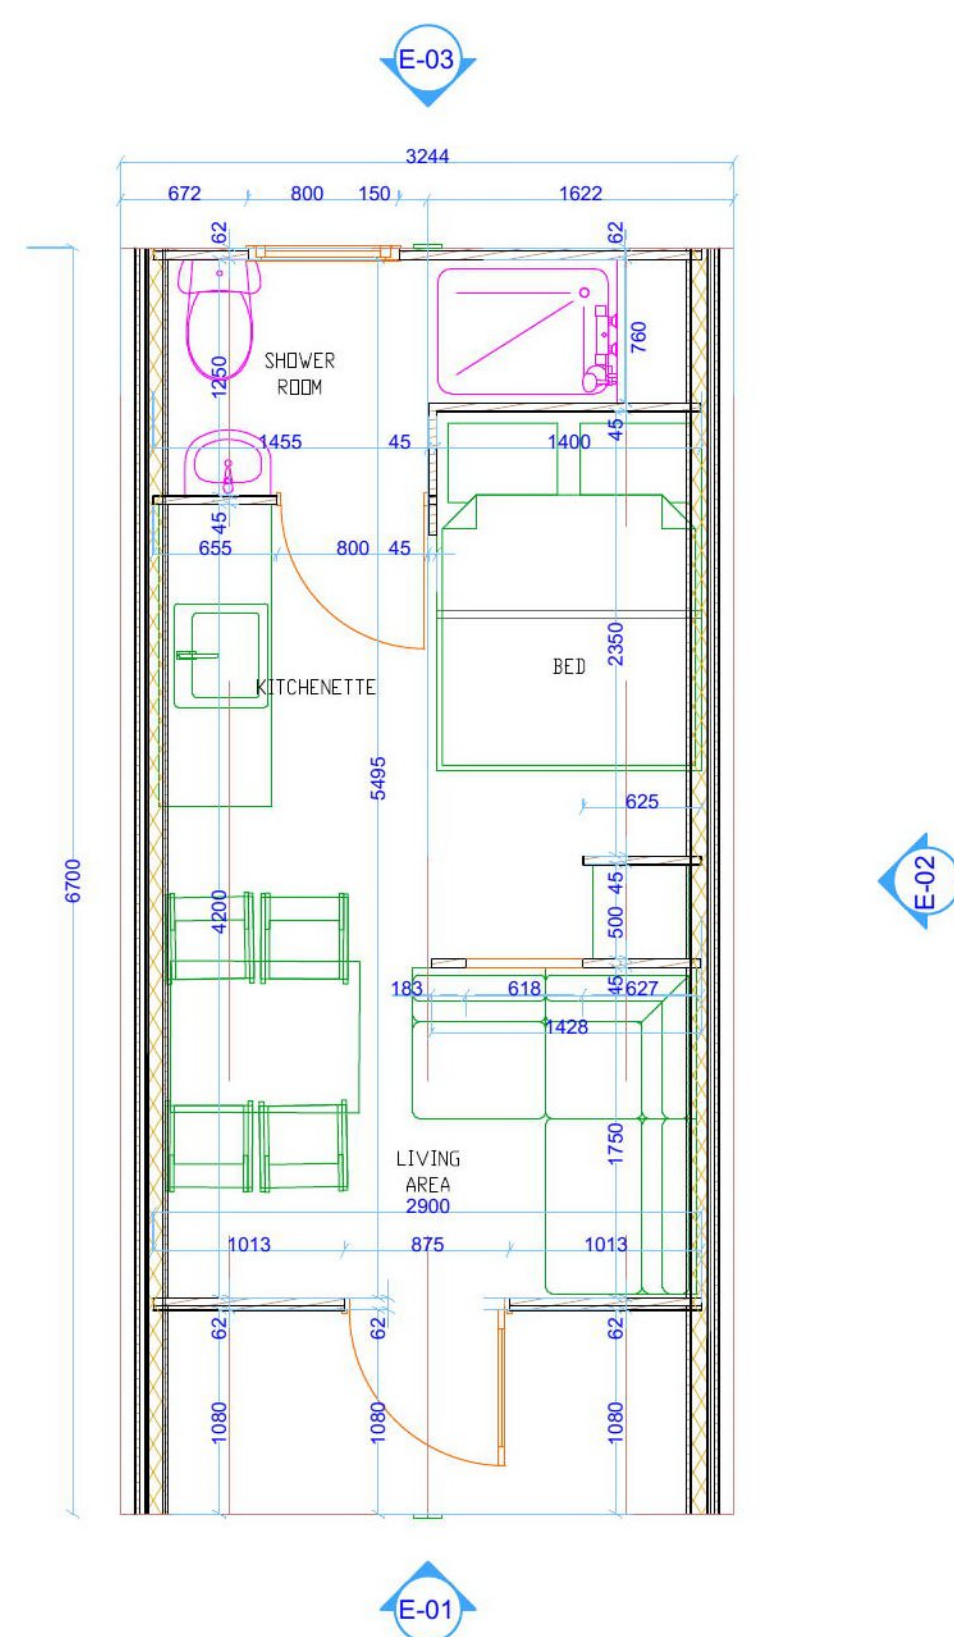 E-03
3244
672 800 150 1622
62 62
760
SHOWER
ROOM
1250
45
1455 45 1400
45
655 800 45
2350
BED
KITCHENETTE
5495
625
6700
E-02
45
4200
500
45
183 618 627
1428
1750
LIVING
AREA
2900
1013 875 1013
62 62 62
1080 1080 1080
E-01